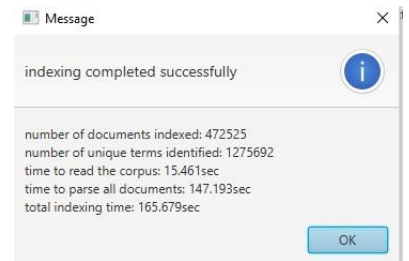 Message
indexing completed successfully
number of documents indexed: 472525
number of unique terms identified: 1275692
time to read the corpus: 15.461sec
time to parse all documents: 147.193sec
total indexing time: 165.679sec
OK